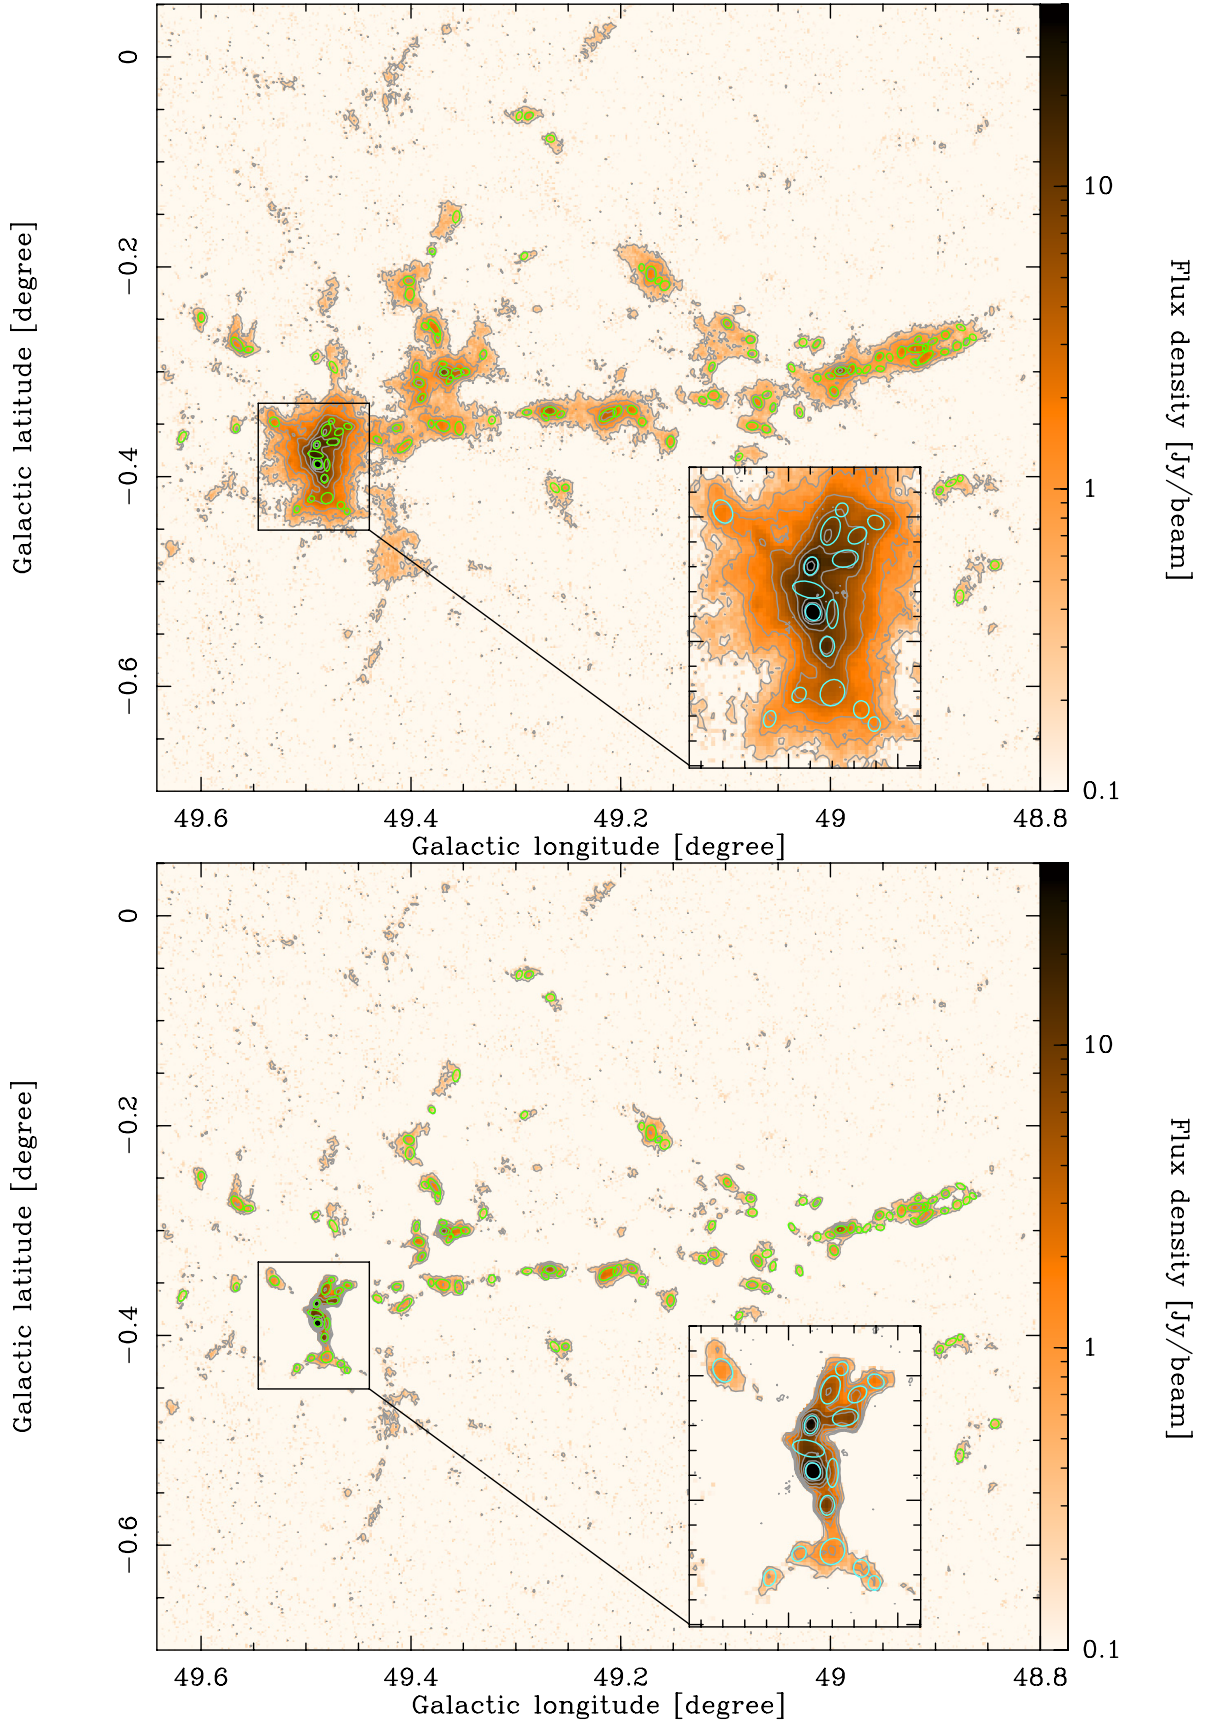 0
−0.2
−0.4
−0.6
Galactic latitude [degree]
49.6 49.4 49.2 49 48.8
Galactic longitude [degree]
10
1
0.1
Flux density [Jy/beam]
0
−0.2
−0.4
−0.6
Galactic latitude [degree]
49.6 49.4 49.2 49 48.8
Galactic longitude [degree]
10
1
0.1
Flux density [Jy/beam]